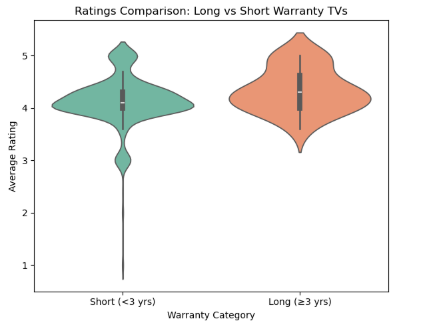 Ratings Comparison: Long vs Short Warranty TVs
Average Rating
5
4
3
2
1
Short (<3 yrs)
Long (≥3 yrs)
Warranty Category